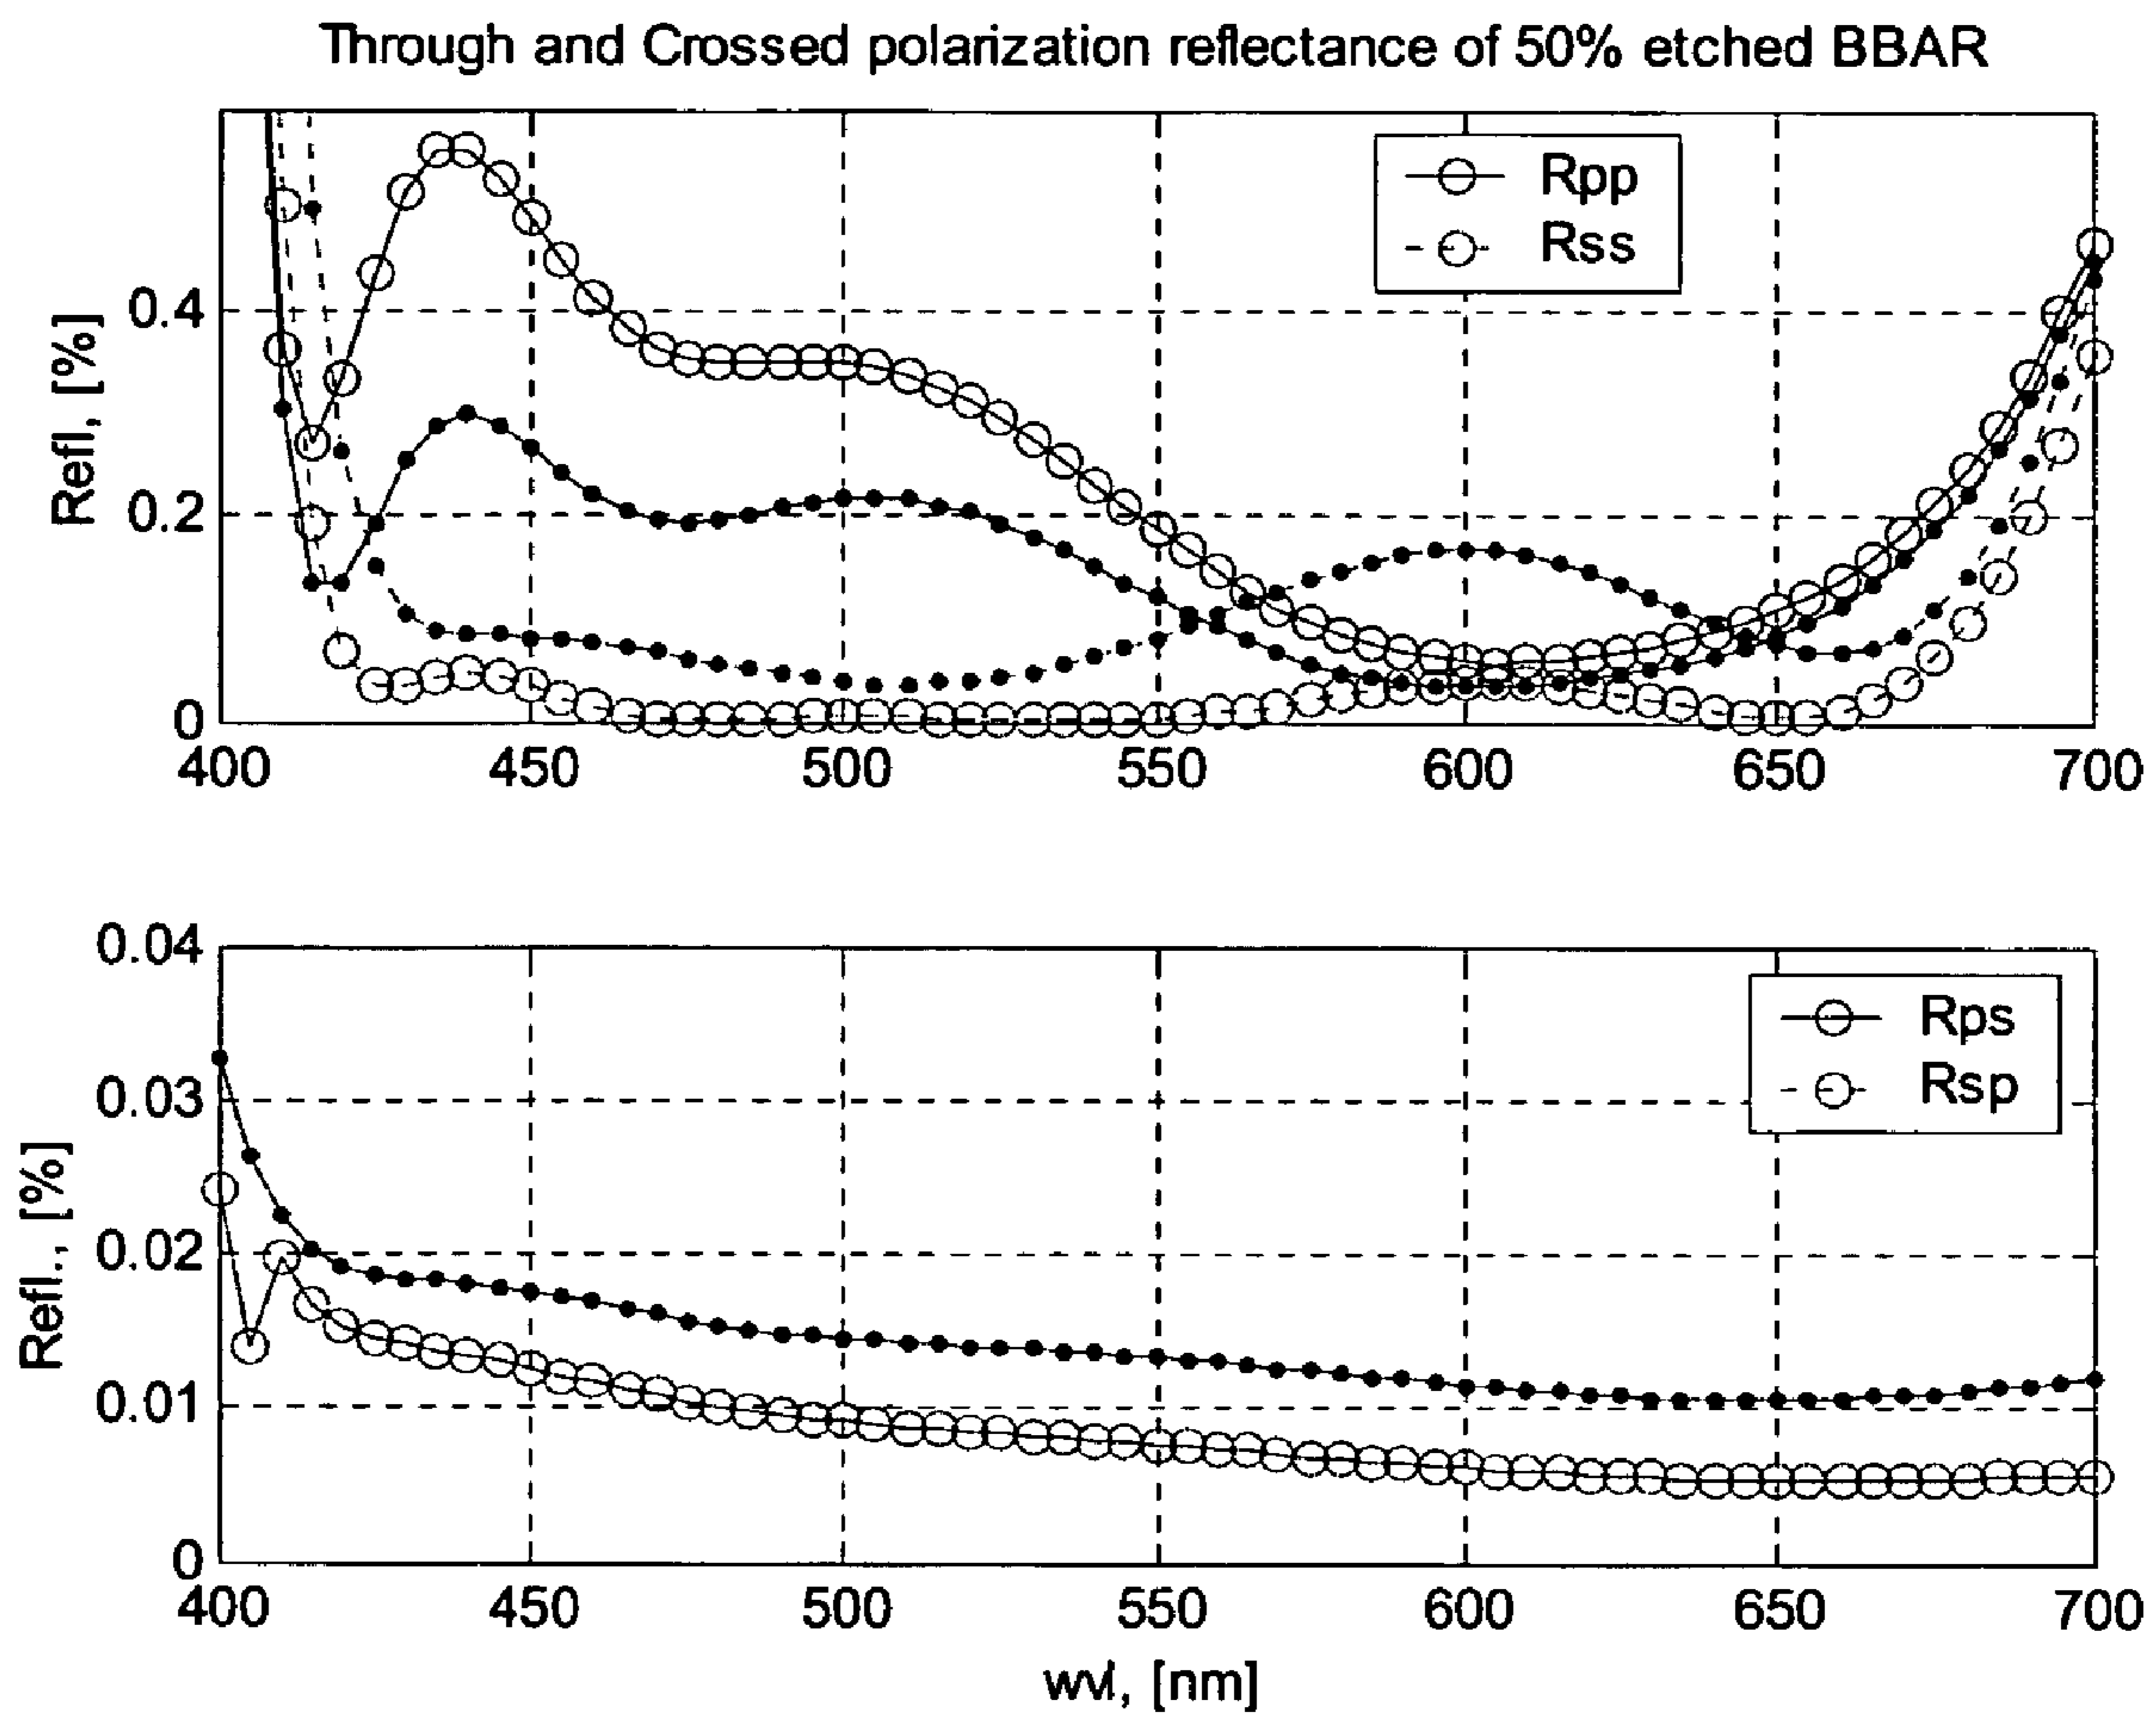 Through and Crossed polarization reflectance of 50% etched BBAR
Refl, [%]
0.4
0.2
0
400 450 500 550 600 650 700
Rpp
Rss
Refl., [%]
0.04
0.03
0.02
0.01
0
400 450 500 550 600 650 700
Rps
Rsp
wvl, [nm]